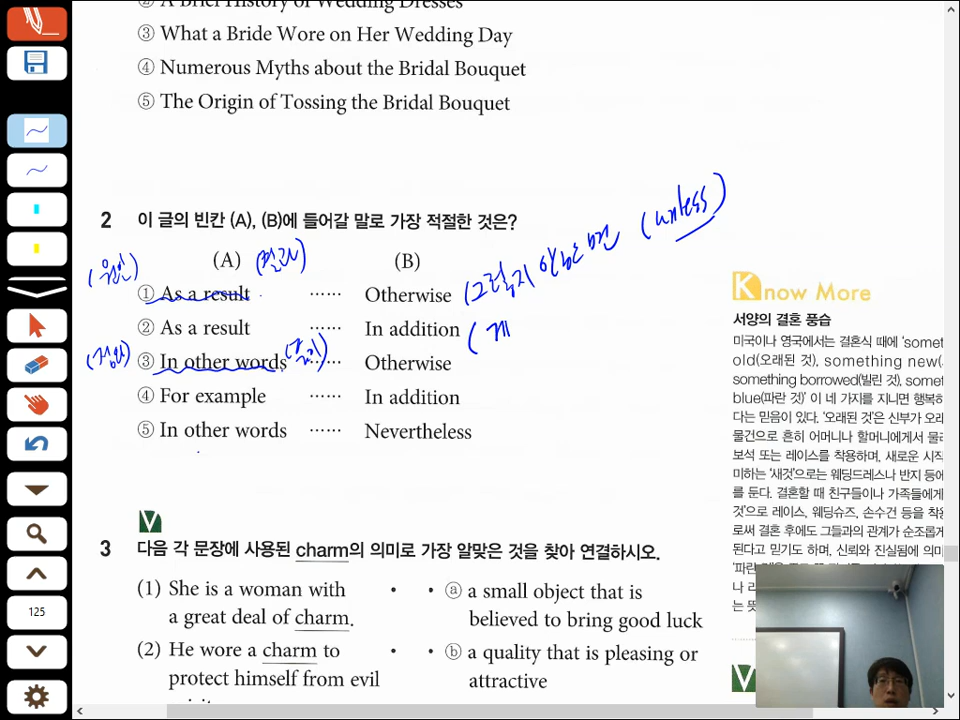 ② A Brief History of Wedding Dresses
③ What a Bride Wore on Her Wedding Day
④ Numerous Myths about the Bridal Bouquet
⑤ The Origin of Tossing the Bridal Bouquet
2 이 글의 빈칸 (A), (B)에 들어갈 말로 가장 적절한 것은?
(unless)
(A) (B)
(원인)
① As a result ······ Otherwise (그렇지 않으면
② As a result ······ In addition (게
③ In other words ······ Otherwise
④ For example ······ In addition
⑤ In other words ······ Nevertheless
3 다음 각 문장에 사용된 charm의 의미로 가장 알맞은 것을 찾아 연결하시오.
(1) She is a woman with
a great deal of charm.
(2) He wore a charm to
protect himself from evil
• • ⓐ a small object that is
believed to bring good luck
• • ⓑ a quality that is pleasing or
attractive
Know More
서양의 결혼 풍습
미국이나 영국에서는 결혼식 때에 'somet
old(오래된 것), something new(
something borrowed(빌린 것), somet
blue(파란 것)' 이 네 가지를 지니면 행복하
다는 믿음이 있다. '오래된 것'은 신부가 오래
물건으로 흔히 어머니나 할머니에게서 물려
보석 또는 레이스를 착용하며, 새로운 시작
미하는 '새것'으로는 웨딩드레스나 반지 등에
를 둔다. 결혼할 때 친구들이나 가족들에게
것'으로 레이스, 웨딩슈즈, 손수건 등을 착용
로써 결혼 후에도 그들과의 관계가 순조롭게
된다고 믿기도 하며, 신뢰와 진실됨에 의미
나 리
는 뜻
125